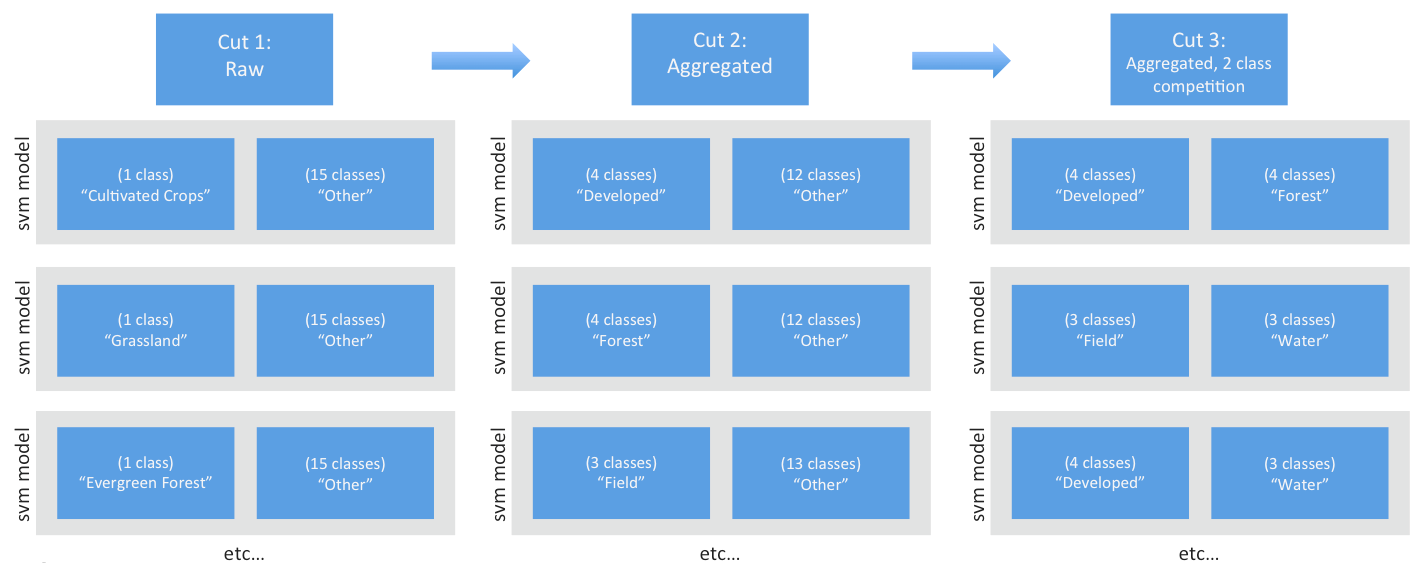 Cut 1:
Raw
Cut 2:
Aggregated
Cut 3:
Aggregated, 2 class
competition
svm model
(1 class)
“Cultivated Crops”
(15 classes)
“Other”
svm model
(4 classes)
“Developed”
(12 classes)
“Other”
svm model
(4 classes)
“Developed”
(4 classes)
“Forest”
svm model
(1 class)
“Grassland”
(15 classes)
“Other”
svm model
(4 classes)
“Forest”
(12 classes)
“Other”
svm model
(3 classes)
“Field”
(3 classes)
“Water”
svm model
(1 class)
“Evergreen Forest”
(15 classes)
“Other”
svm model
(3 classes)
“Field”
(13 classes)
“Other”
svm model
(4 classes)
“Developed”
(3 classes)
“Water”
etc...
etc...
etc...